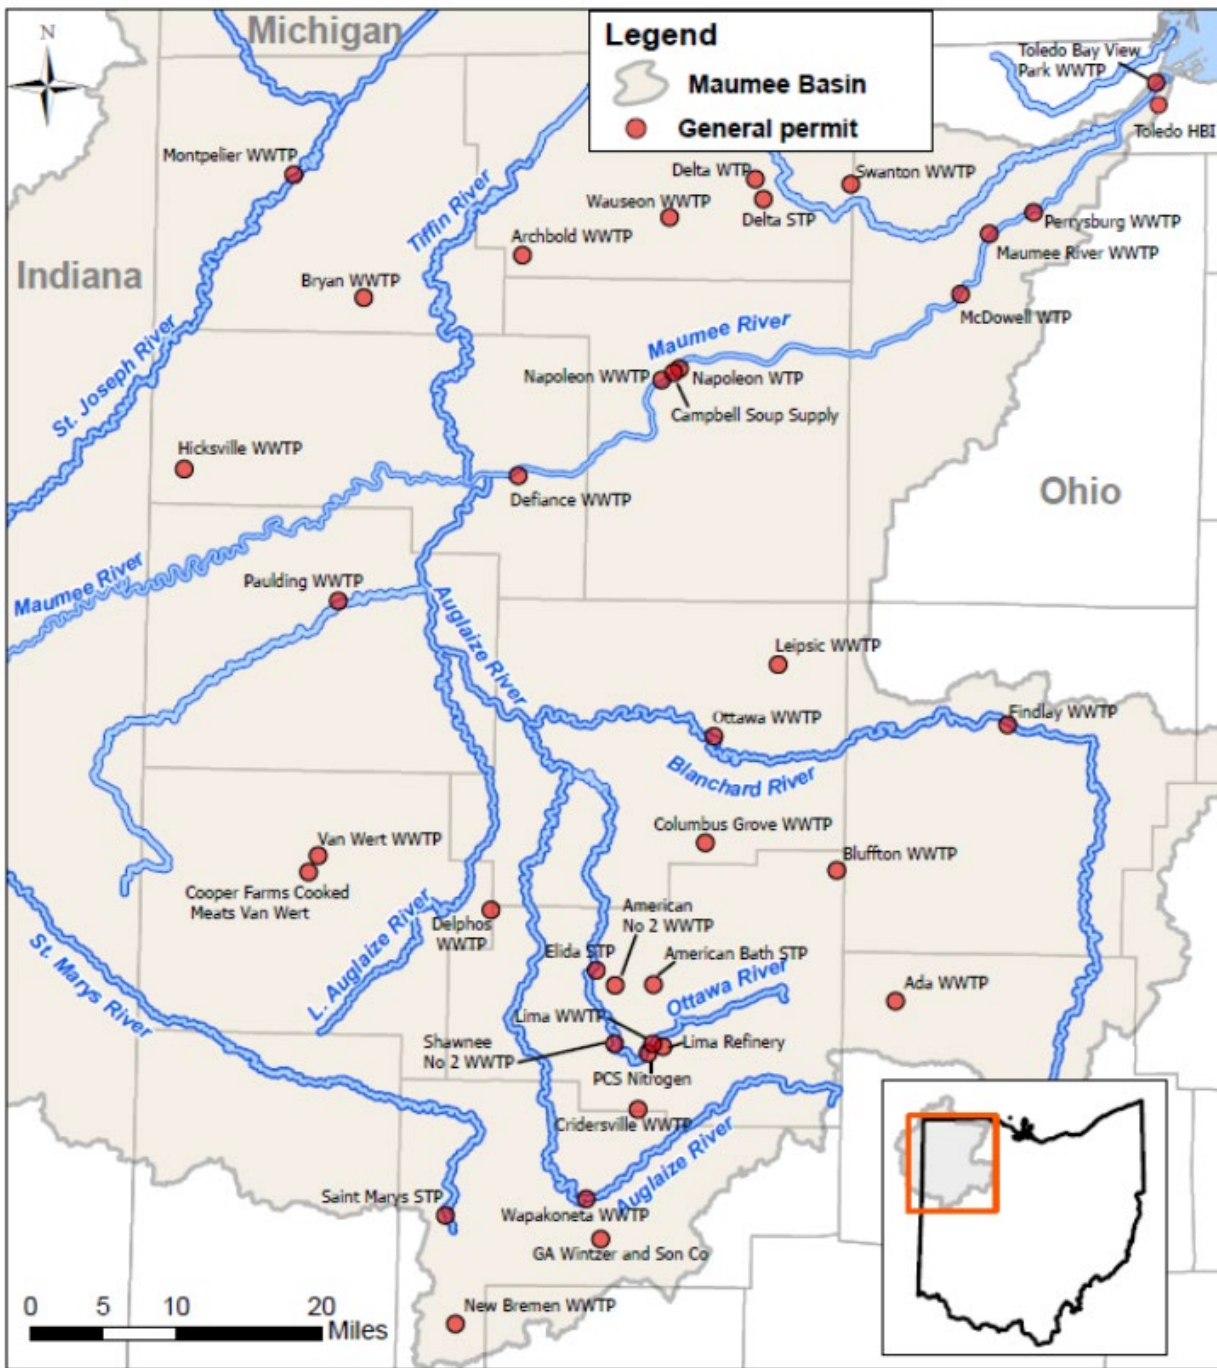 N
Michigan
Legend
Maumee Basin
General permit
Toledo Bay View
Park WWTP
Toledo HBI
Montpelier WWTP
Tiffin River
Delta WTP
Swanton WWTP
Wauseon WWTP
Delta STP
Perrysburg WWTP
Archbold WWTP
Maumee River WWTP
Indiana
Bryan WWTP
McDowell WTP
St. Joseph River
Maumee River
Napoleon WWTP
Napoleon WTP
Campbell Soup Supply
Hicksville WWTP
Defiance WWTP
Ohio
Maumee River
Paulding WWTP
Auglaize River
Leipsic WWTP
Ottawa WWTP
Findlay WWTP
Blanchard River
Columbus Grove WWTP
Van Wert WWTP
Bluffton WWTP
Cooper Farms Cooked
Meats Van Wert
L. Auglaize River
Delphos
WWTP
American
No 2 WWTP
St. Marys River
Elida STP
American Bath STP
Ottawa River
Ada WWTP
Lima WWTP
Shawnee
No 2 WWTP
Lima Refinery
PCS Nitrogen
Cridersville WWTP
Auglaize River
Saint Marys STP
Wapakoneta WWTP
GA Wintzer and Son Co
New Bremen WWTP
0 5 10 20
Miles